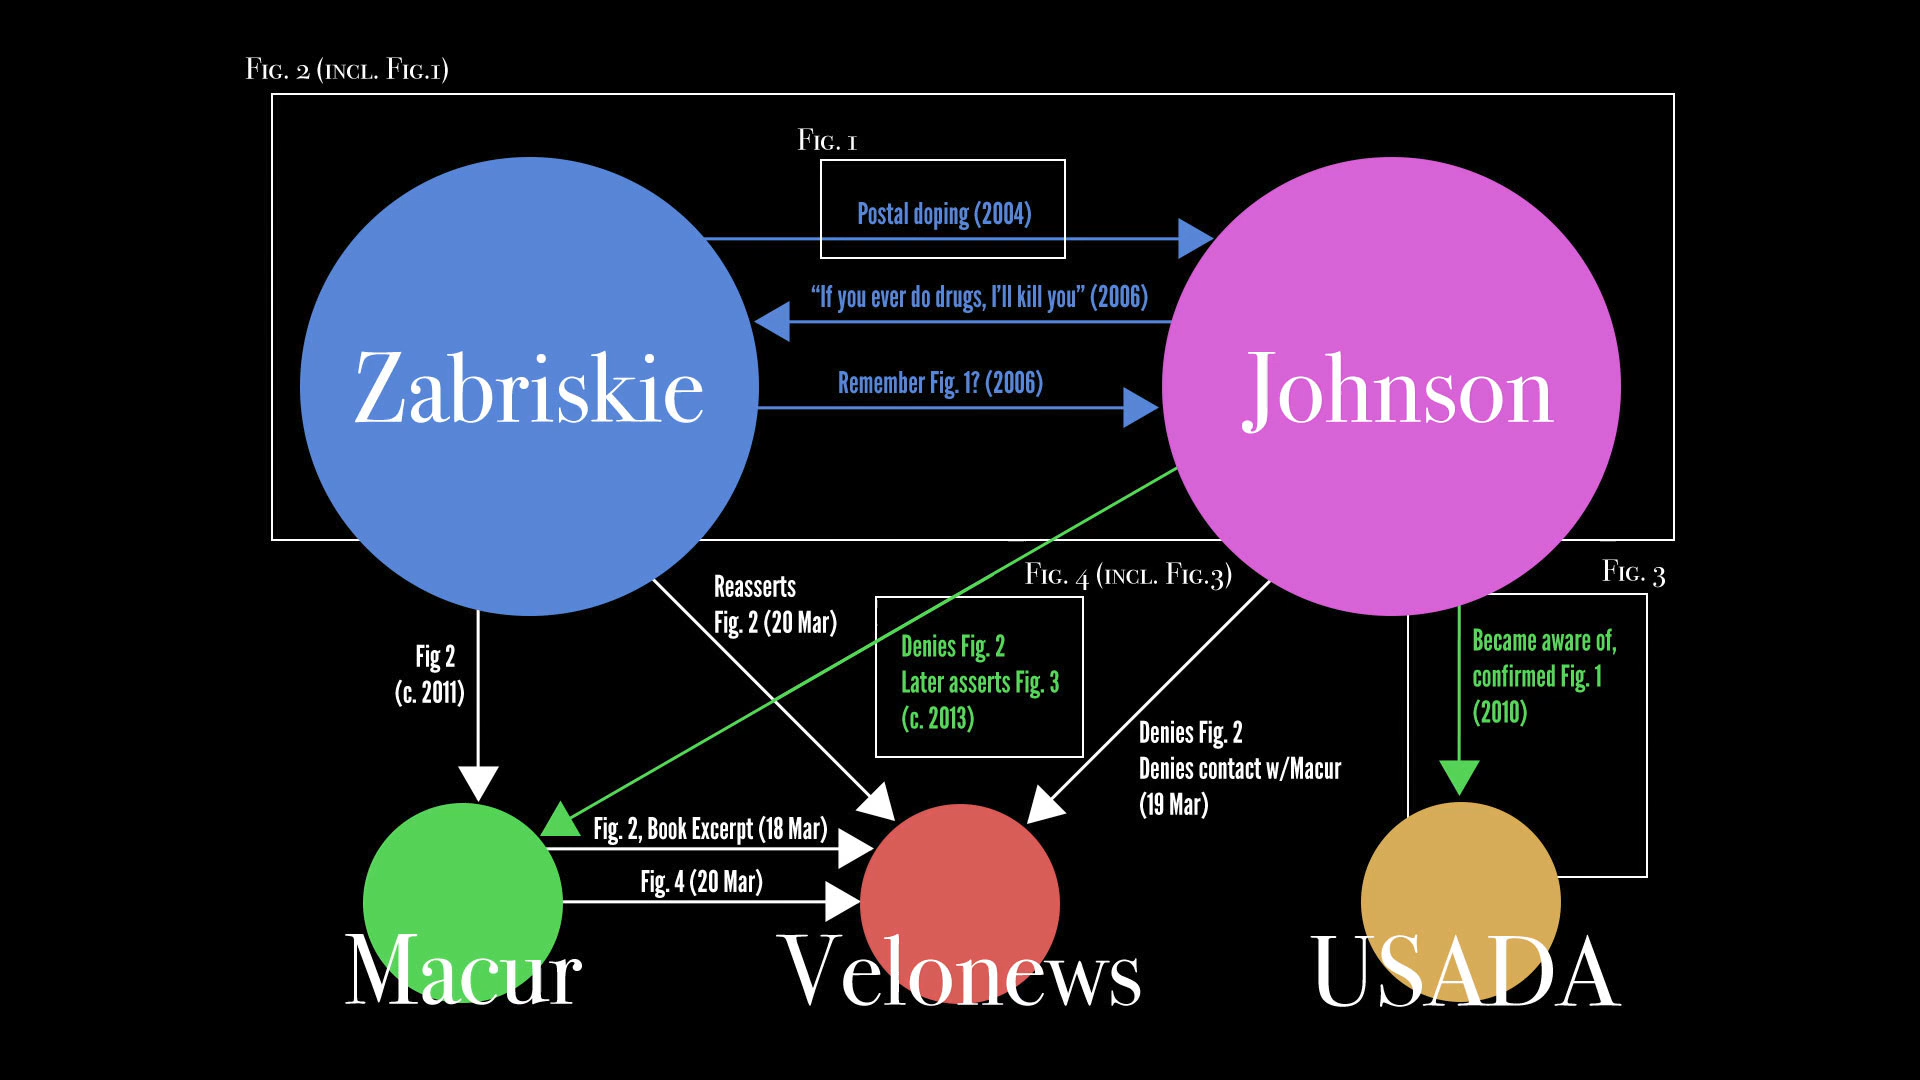 Fig. 2 (incl. Fig.1)
Fig. 1
Postal doping (2004)
“If you ever do drugs, I’ll kill you” (2006)
Remember Fig. 1? (2006)
Zabriskie
Johnson
Fig. 4 (incl. Fig.3)
Fig. 3
Reasserts
Fig. 2 (20 Mar)
Fig 2
(c. 2011)
Denies Fig. 2
Later asserts Fig. 3
(c. 2013)
Became aware of,
confirmed Fig. 1
(2010)
Denies Fig. 2
Denies contact w/Macur
(19 Mar)
Fig. 2, Book Excerpt (18 Mar)
Fig. 4 (20 Mar)
Macur
Velonews
USADA